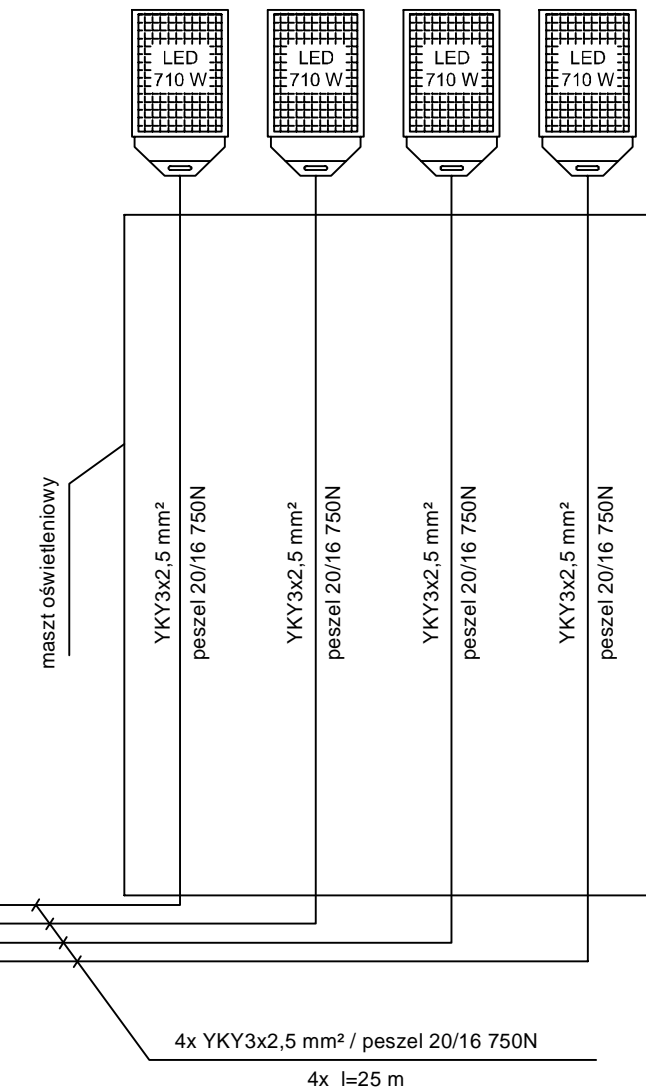 LED
710 W
LED
710 W
LED
710 W
LED
710 W
maszt oświetleniowy
YKY3x2,5 mm²
peszel 20/16 750N
YKY3x2,5 mm²
peszel 20/16 750N
YKY3x2,5 mm²
peszel 20/16 750N
YKY3x2,5 mm²
peszel 20/16 750N
4x YKY3x2,5 mm² / peszel 20/16 750N
4x l=25 m